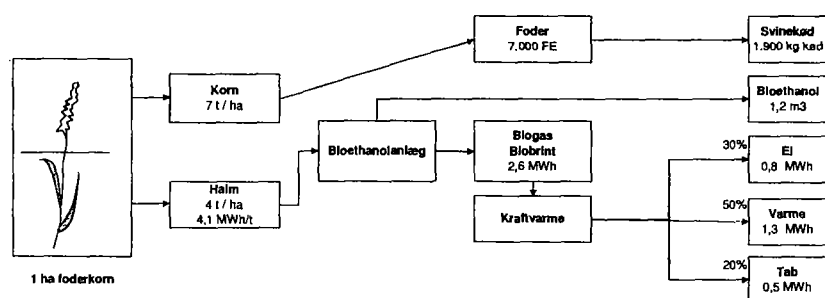 Foder
7.000 FE
Svinekød
1.900 kg kød
Korn
7 t / ha
Bioethanol
1,2 m3
Bioethanolanlæg
Biogas
Biobrint
2,6 MWh
30%
El
0,8 MWh
Halm
4 t / ha
4,1 MWh/t
Kraftvarme
50%
Varme
1,3 MWh
20%
Tab
0,5 MWh
1 ha foderkorn